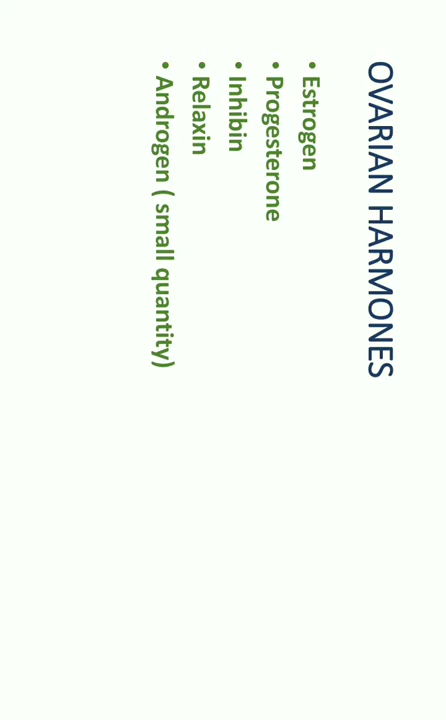 OVARIAN HARMONES
• Estrogen
• Progesterone
• Inhibin
• Relaxin
• Androgen ( small quantity)